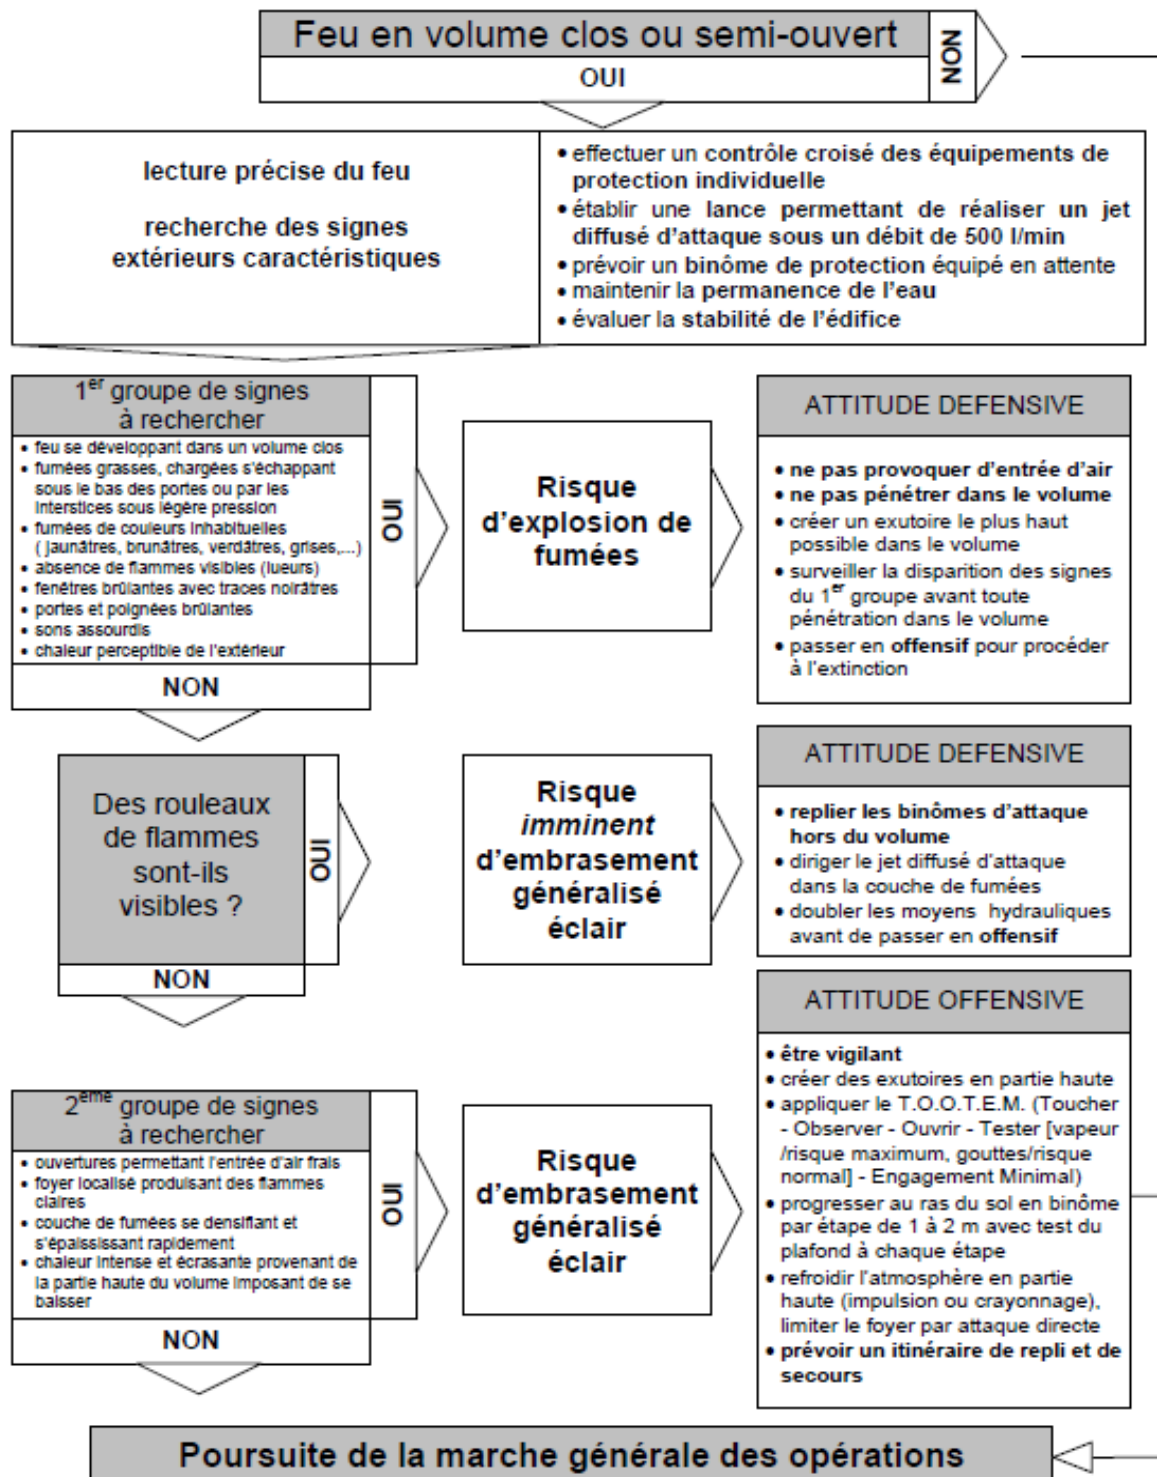 Feu en volume clos ou semi-ouvert
NON
OUI
lecture précise du feu
recherche des signes
extérieurs caractéristiques
• effectuer un contrôle croisé des équipements de
protection individuelle
• établir une lance permettant de réaliser un jet
diffusé d'attaque sous un débit de 500 l/min
• prévoir un binôme de protection équipé en attente
• maintenir la permanence de l'eau
• évaluer la stabilité de l'édifice
1er groupe de signes
à rechercher
• feu se développant dans un volume clos
• fumées grasses, chargées s'échappant
sous le bas des portes ou par les
interstices sous légère pression
• fumées de couleurs inhabituelles
( jaunâtres, brunâtres, verdâtres, grises,...)
• absence de flammes visibles (lueurs)
• fenêtres brûlantes avec traces noirâtres
• portes et poignées brûlantes
• sons assourdis
• chaleur perceptible de l'extérieur
OUI
NON
Risque
d'explosion de
fumées
ATTITUDE DEFENSIVE
• ne pas provoquer d'entrée d'air
• ne pas pénétrer dans le volume
• créer un exutoire le plus haut
possible dans le volume
• surveiller la disparition des signes
du 1er groupe avant toute
pénétration dans le volume
• passer en offensif pour procéder
à l'extinction
Des rouleaux
de flammes
sont-ils
visibles ?
OUI
NON
Risque
imminent
d'embrasement
généralisé
éclair
ATTITUDE DEFENSIVE
• replier les binômes d'attaque
hors du volume
• diriger le jet diffusé d'attaque
dans la couche de fumées
• doubler les moyens hydrauliques
avant de passer en offensif
2ème groupe de signes
à rechercher
• ouvertures permettant l'entrée d'air frais
• foyer localisé produisant des flammes
claires
• couche de fumées se densifiant et
s'épaississant rapidement
• chaleur intense et écrasante provenant de
la partie haute du volume imposant de se
baisser
OUI
NON
Risque
d'embrasement
généralisé
éclair
ATTITUDE OFFENSIVE
• être vigilant
• créer des exutoires en partie haute
• appliquer le T.O.O.T.E.M. (Toucher
- Observer - Ouvrir - Tester [vapeur
/risque maximum, gouttes/risque
normal] - Engagement Minimal)
• progresser au ras du sol en binôme
par étape de 1 à 2 m avec test du
plafond à chaque étape
• refroidir l'atmosphère en partie
haute (impulsion ou crayonnage),
limiter le foyer par attaque directe
• prévoir un itinéraire de repli et de
secours
Poursuite de la marche générale des opérations